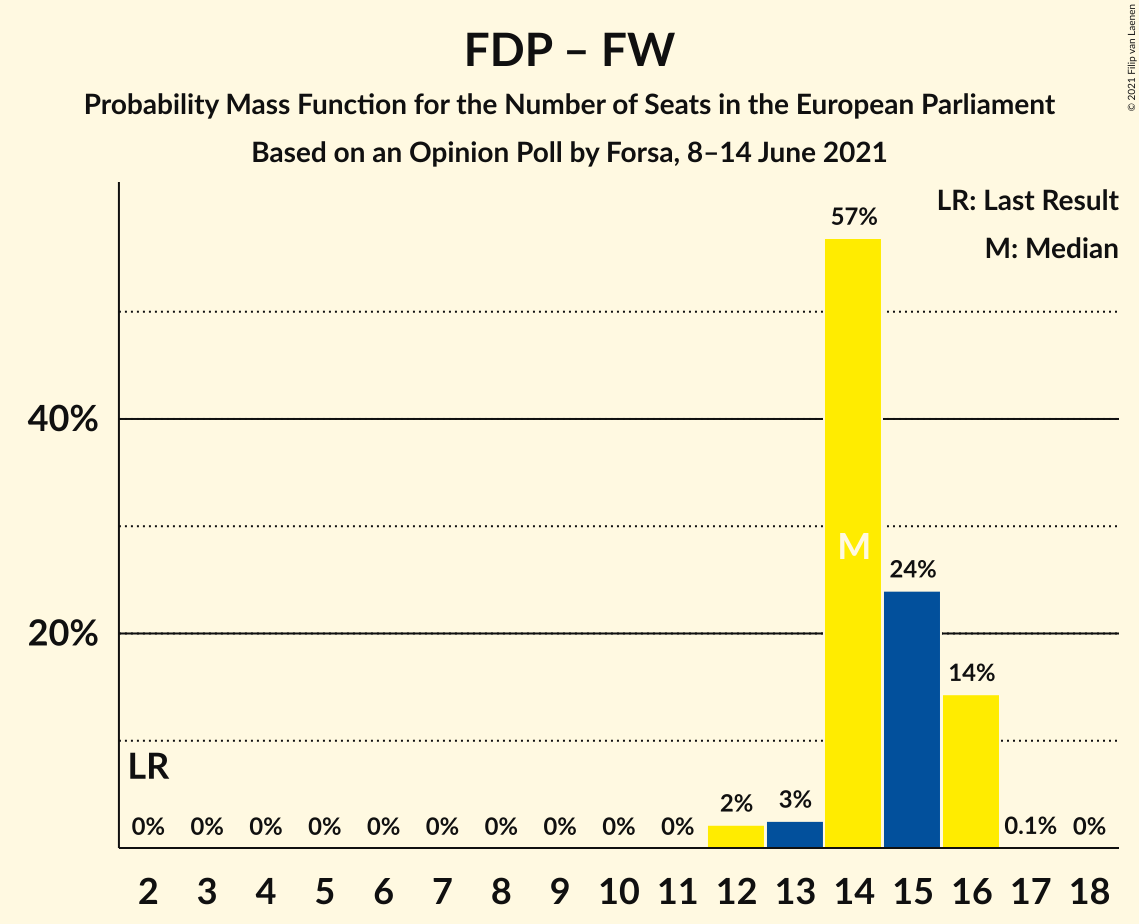 FDP – FW
Probability Mass Function for the Number of Seats in the European Parliament
Based on an Opinion Poll by Forsa, 8–14 June 2021
© 2021 Filip van Laenen
LR: Last Result
M: Median
57%
40%
M
24%
20%
14%
LR
0% 0% 0% 0% 0% 0% 0% 0% 0% 0% 2% 3% 0.1% 0%
2 3 4 5 6 7 8 9 10 11 12 13 14 15 16 17 18